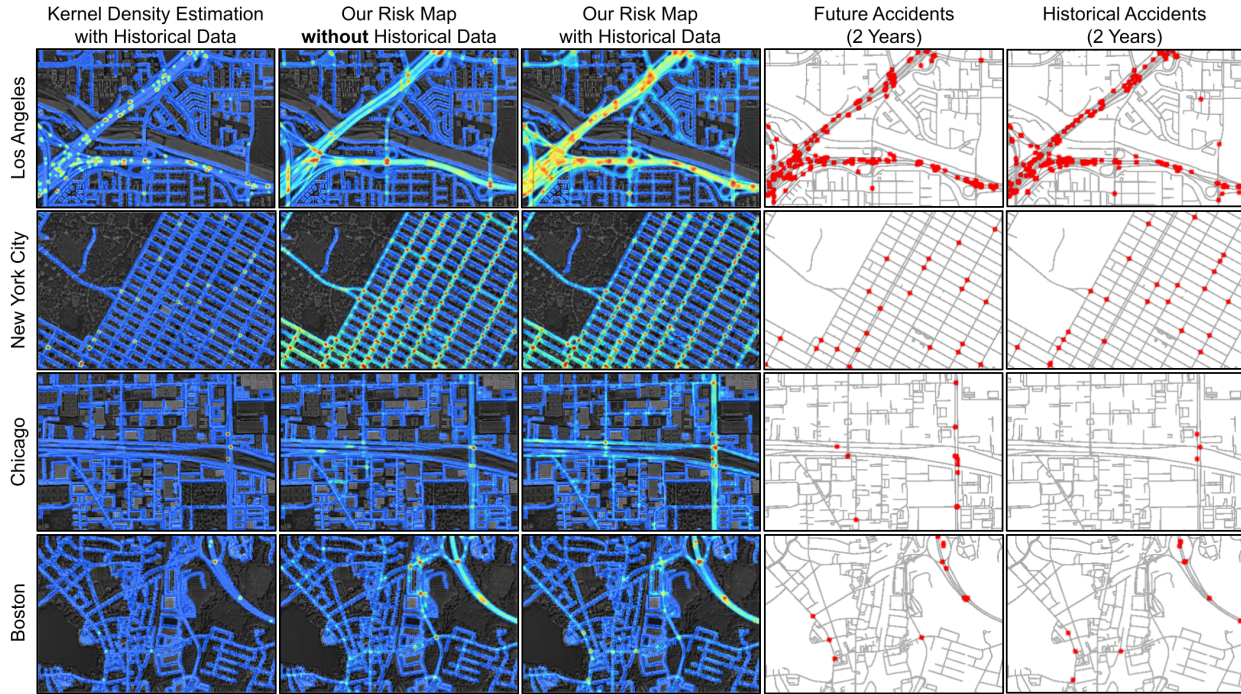 Kernel Density Estimation
with Historical Data
Our Risk Map
without Historical Data
Our Risk Map
with Historical Data
Future Accidents
(2 Years)
Historical Accidents
(2 Years)
Los Angeles
New York City
Chicago
Boston